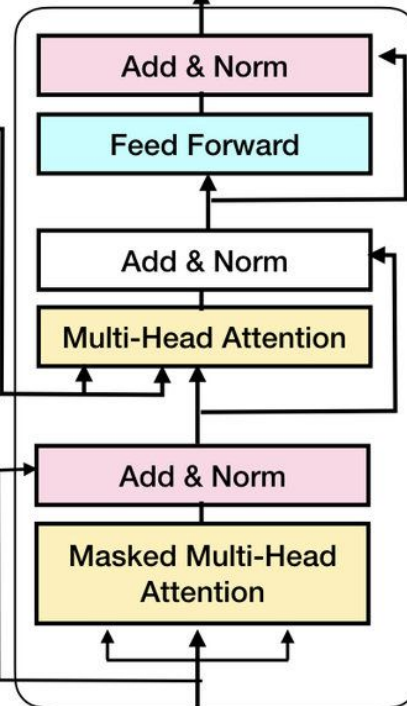 Add & Norm
Feed Forward
Add & Norm
Multi-Head Attention
Add & Norm
Masked Multi-Head
Attention